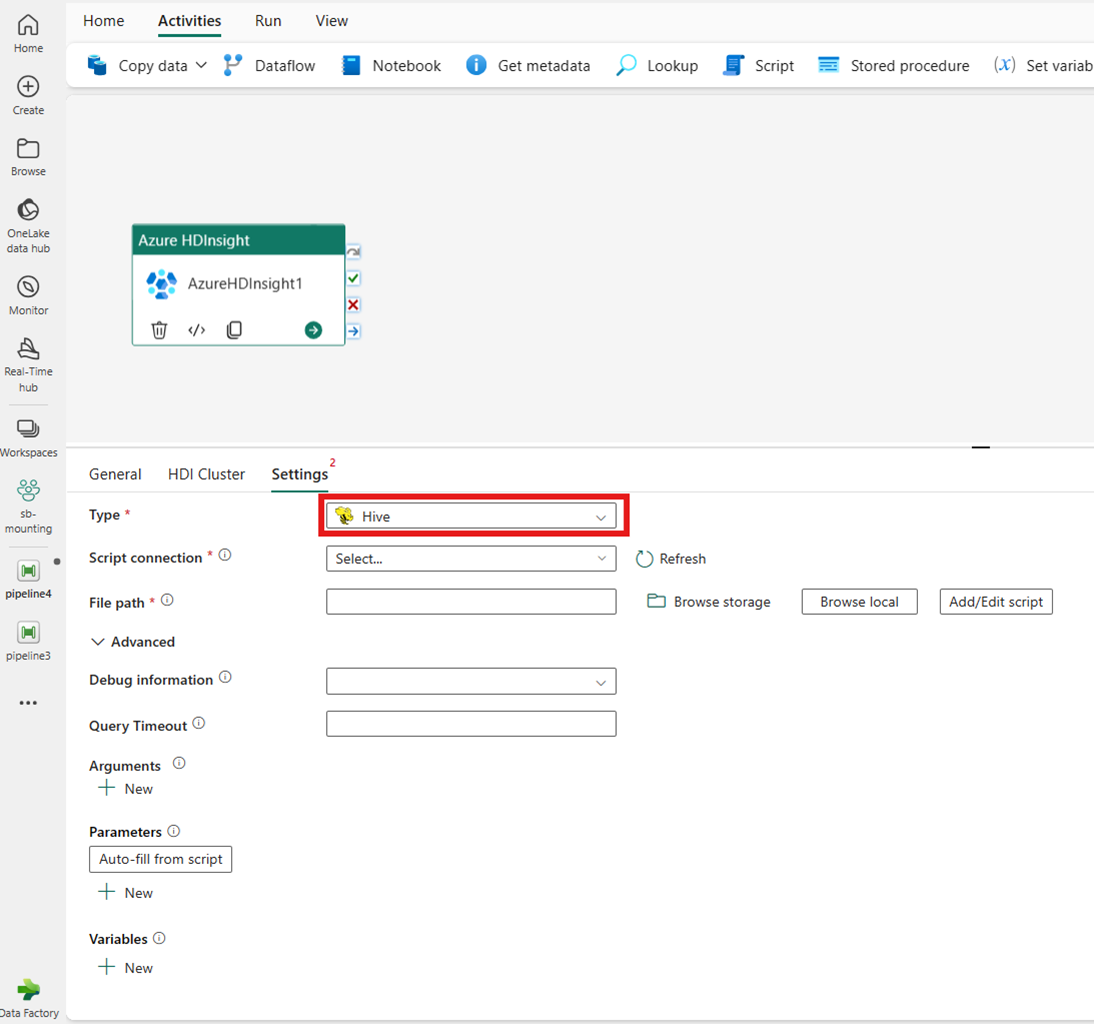 Home
Create
Browse
OneLake
data hub
Monitor
Real-Time
hub
Workspaces
sb-
mounting
pipeline4
pipeline3
Data Factory
Home Activities Run View
Copy data Dataflow Notebook Get metadata Lookup Script Stored procedure (x) Set variab
Azure HDInsight
AzureHDInsight1
General HDI Cluster Settings 2
Type * Hive
Script connection * Select... Refresh
File path * Browse storage Browse local Add/Edit script
Advanced
Debug information
Query Timeout
Arguments
New
Parameters
Auto-fill from script
New
Variables
New